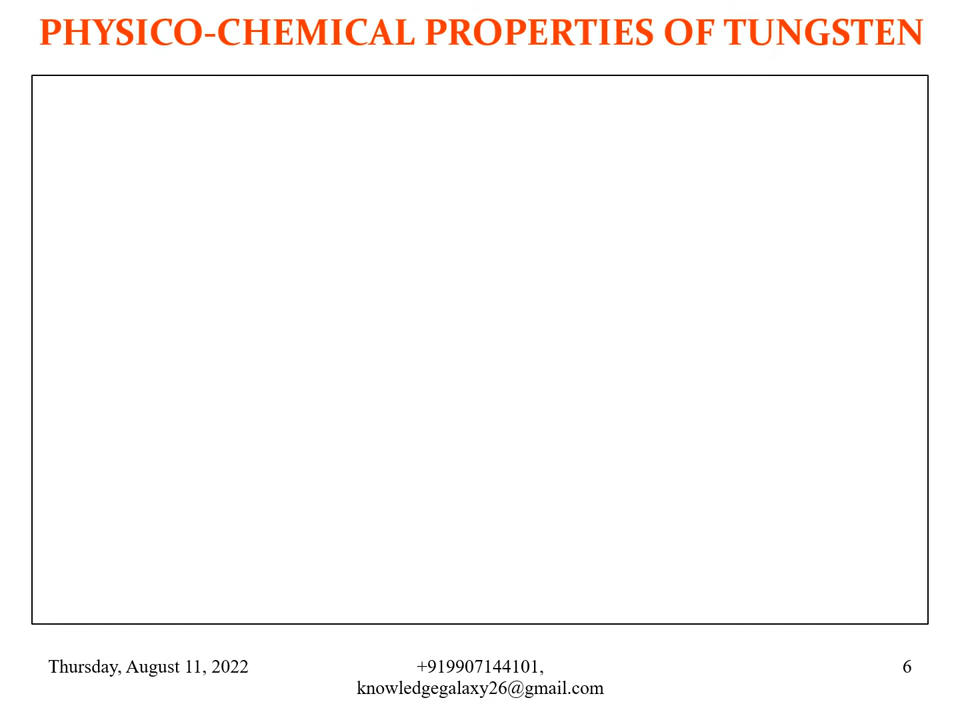 PHYSICO-CHEMICAL PROPERTIES OF TUNGSTEN
Thursday, August 11, 2022
+919907144101,
knowledgegalaxy26@gmail.com
6